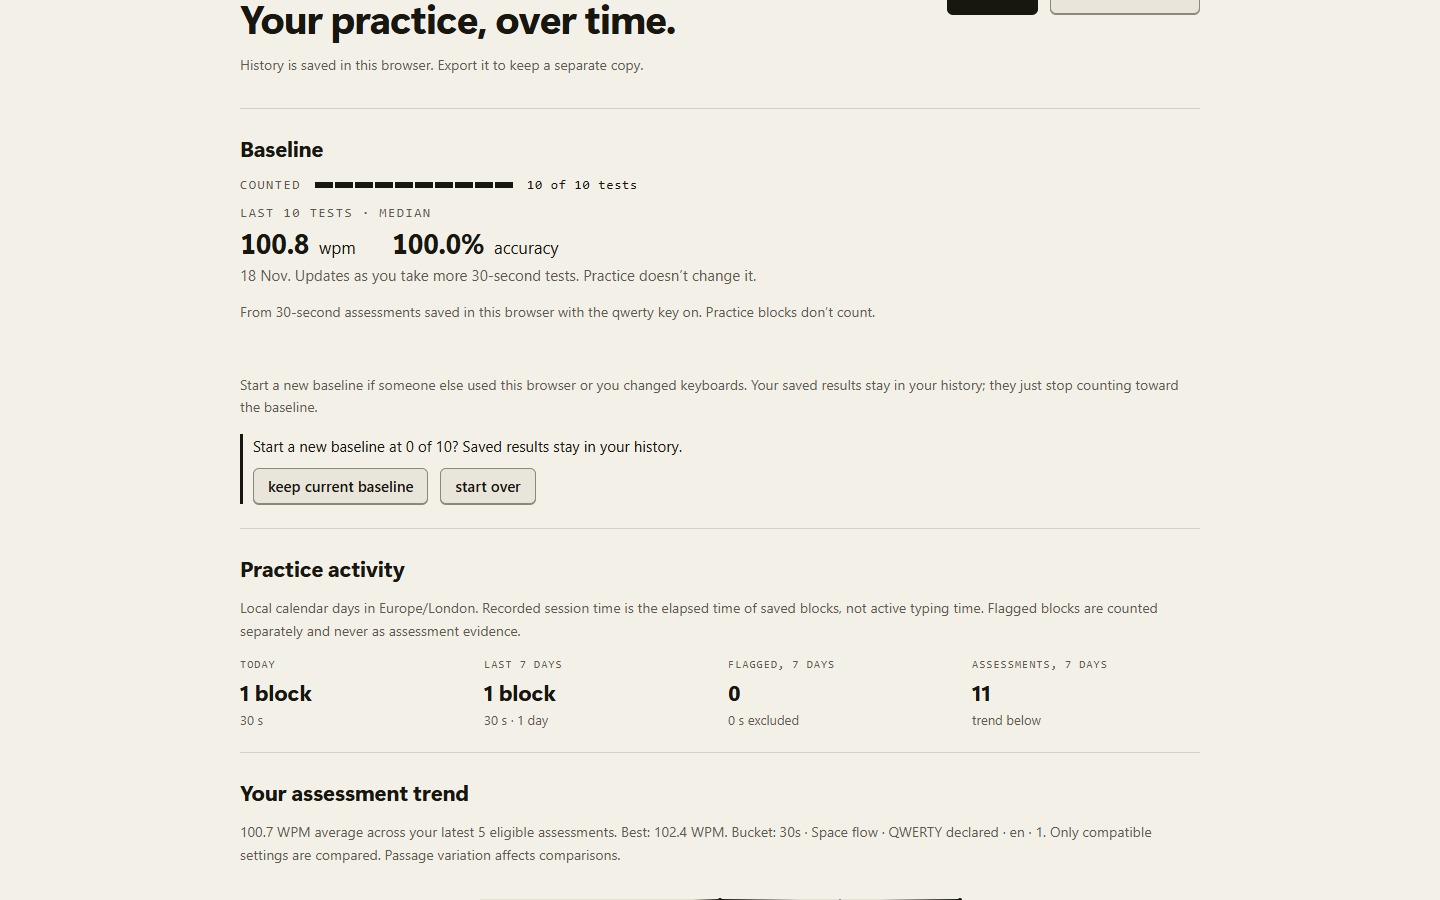 Your practice, over time.
History is saved in this browser. Export it to keep a separate copy.
Baseline
COUNTED 10 of 10 tests
LAST 10 TESTS · MEDIAN
100.8 wpm 100.0% accuracy
18 Nov. Updates as you take more 30-second tests. Practice doesn’t change it.
From 30-second assessments saved in this browser with the qwerty key on. Practice blocks don’t count.
Start a new baseline if someone else used this browser or you changed keyboards. Your saved results stay in your history; they just stop counting toward
the baseline.
Start a new baseline at 0 of 10? Saved results stay in your history.
keep current baseline start over
Practice activity
Local calendar days in Europe/London. Recorded session time is the elapsed time of saved blocks, not active typing time. Flagged blocks are counted
separately and never as assessment evidence.
TODAY LAST 7 DAYS FLAGGED, 7 DAYS ASSESSMENTS, 7 DAYS
1 block 1 block 0 11
30 s 30 s · 1 day 0 s excluded trend below
Your assessment trend
100.7 WPM average across your latest 5 eligible assessments. Best: 102.4 WPM. Bucket: 30s · Space flow · QWERTY declared · en · 1. Only compatible
settings are compared. Passage variation affects comparisons.